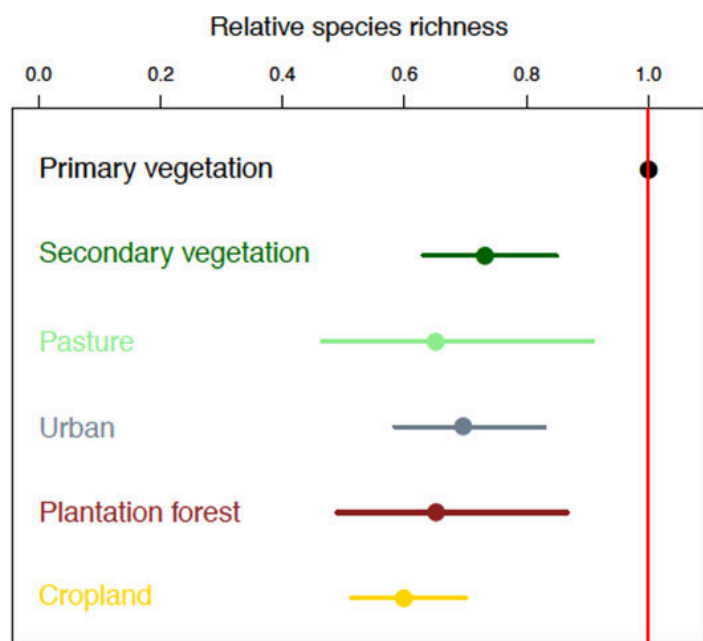 Relative species richness
0.0 0.2 0.4 0.6 0.8 1.0
Primary vegetation
Secondary vegetation
Pasture
Urban
Plantation forest
Cropland